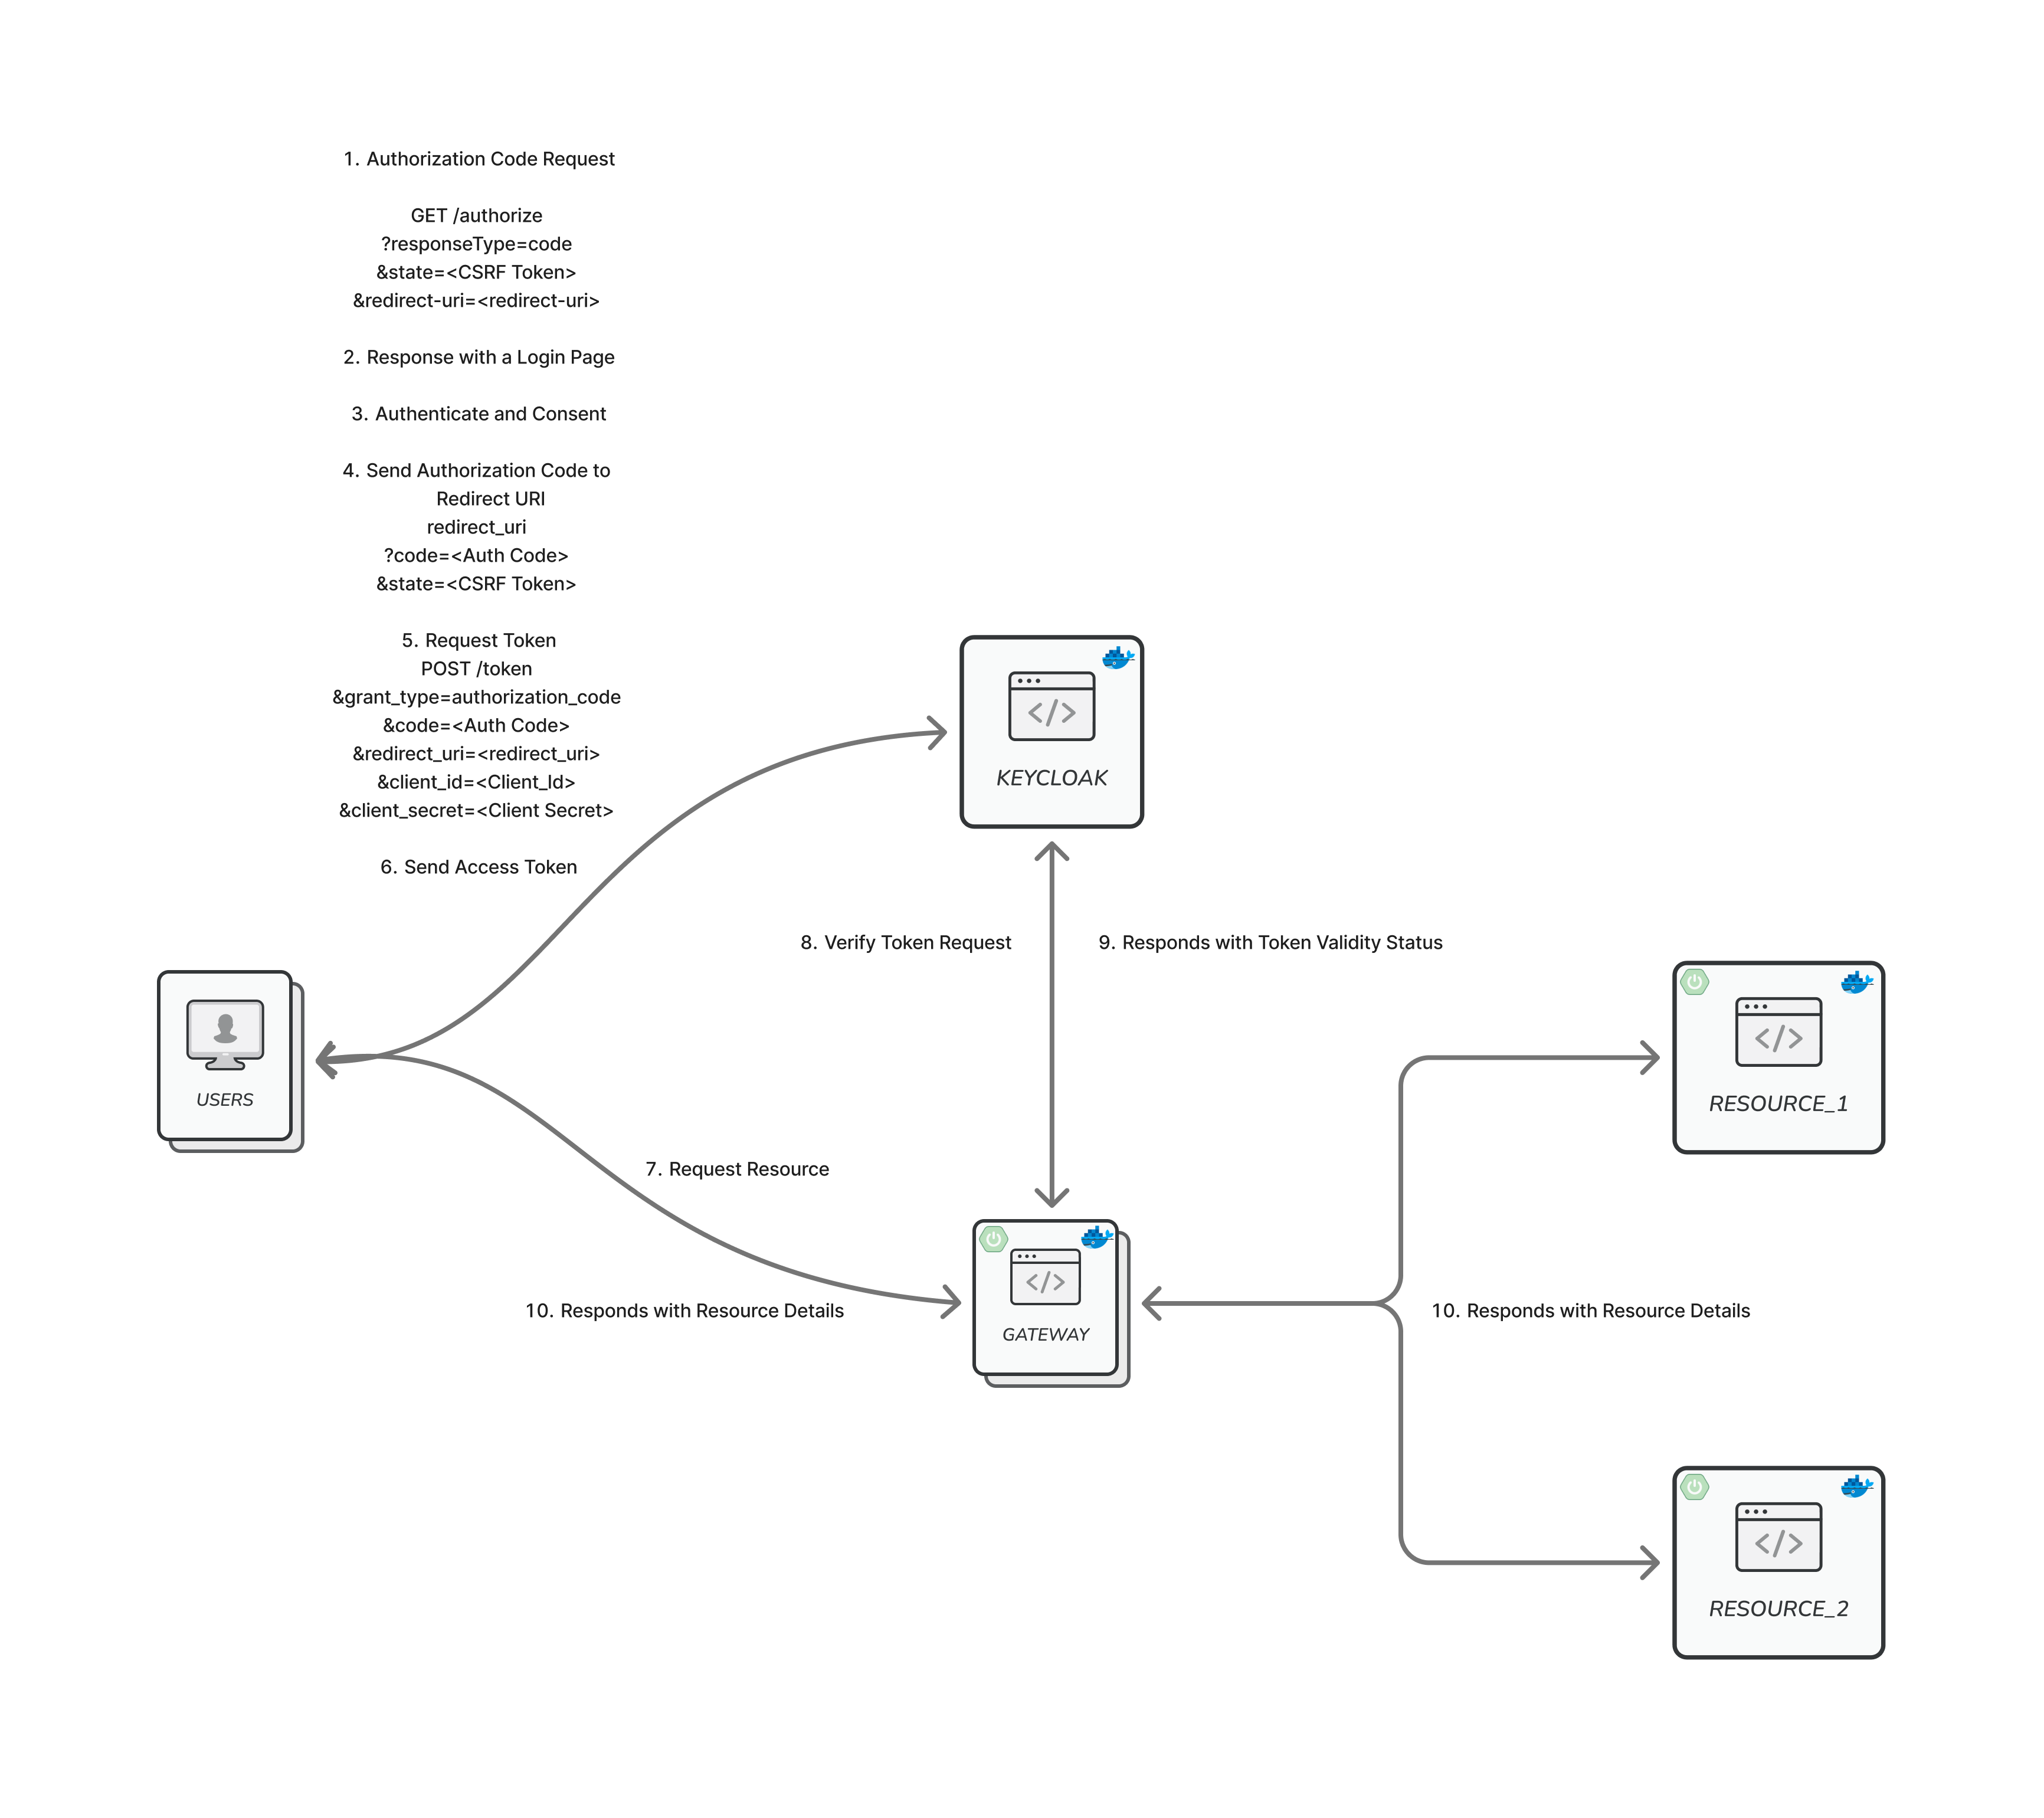 1. Authorization Code Request
GET /authorize
?responseType=code
&state=<CSRF Token>
&redirect-uri=<redirect-uri>
2. Response with a Login Page
3. Authenticate and Consent
4. Send Authorization Code to
Redirect URI
redirect_uri
?code=<Auth Code>
&state=<CSRF Token>
5. Request Token
POST /token
&grant_type=authorization_code
&code=<Auth Code>
&redirect_uri=<redirect_uri>
&client_id=<Client_Id>
&client_secret=<Client Secret>
6. Send Access Token
</>
KEYCLOAK
8. Verify Token Request
9. Responds with Token Validity Status
USERS
</>
RESOURCE_1
7. Request Resource
</>
GATEWAY
10. Responds with Resource Details
10. Responds with Resource Details
</>
RESOURCE_2